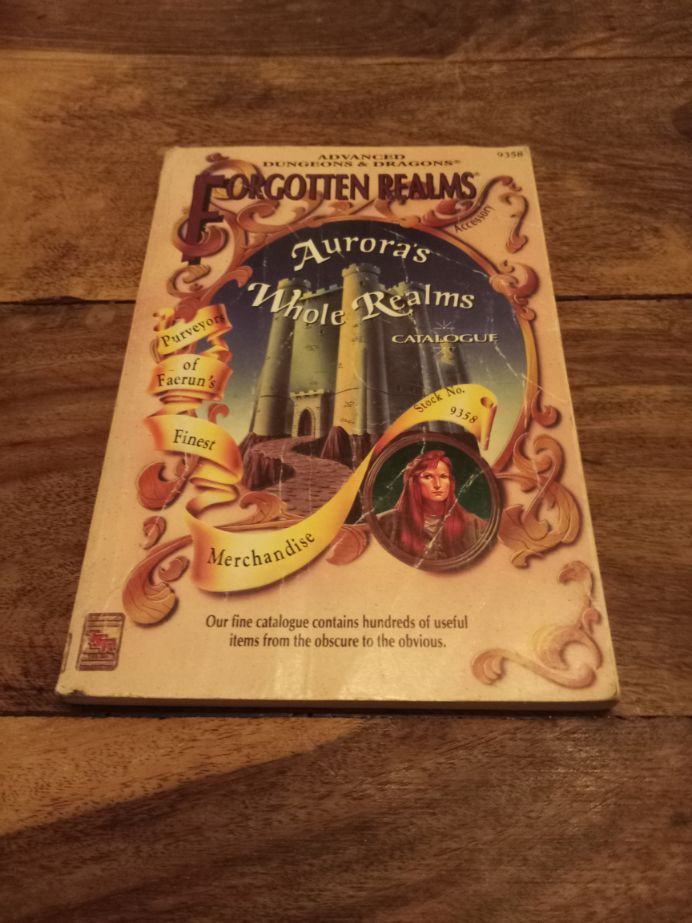 ADVANCED
DUNGEONS & DRAGONS®
9358
FORGOTTEN REALMS®
Accessory
Aurora's
Whole Realms
CATALOGUE
Purveyors
of
Faerun's
Finest
Merchandise
Stock No.
9358
Our fine catalogue contains hundreds of useful
items from the obscure to the obvious.